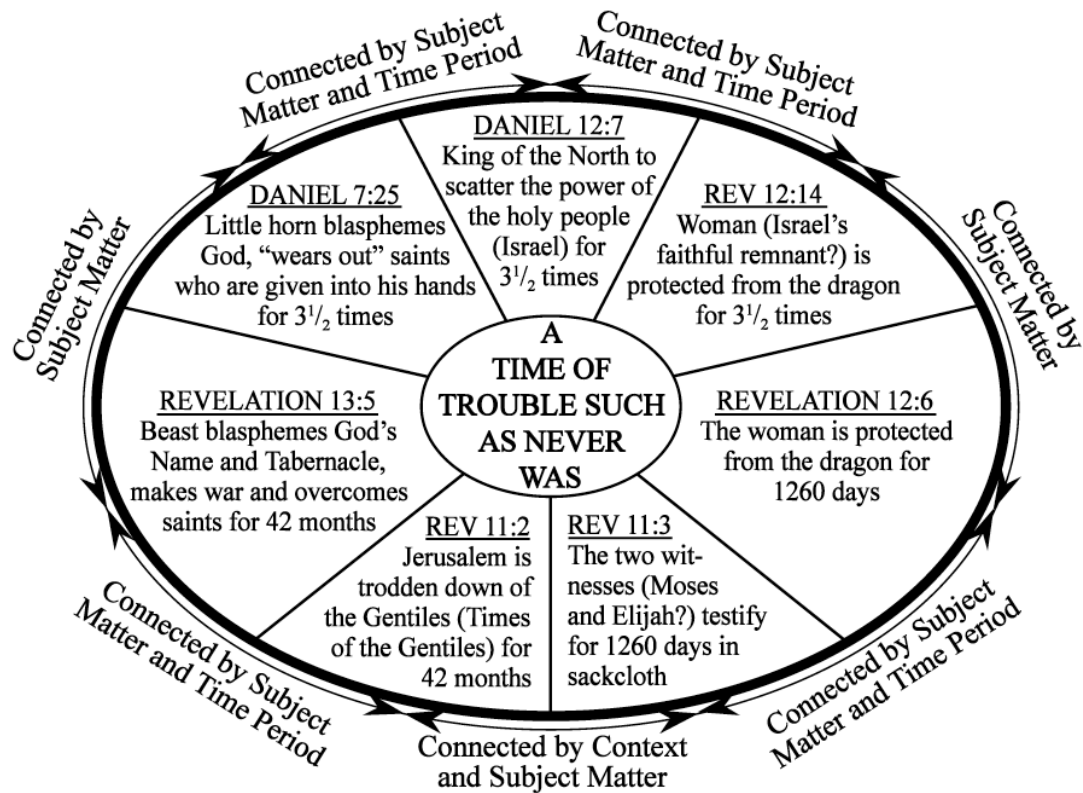 Connected by Subject
Matter and Time Period
Connected by Subject
Matter and Time Period
DANIEL 12:7
King of the North to
scatter the power of
the holy people
(Israel) for
3¹/₂ times
DANIEL 7:25
Little horn blasphemes
God, “wears out” saints
who are given into his hands
for 3¹/₂ times
REV 12:14
Woman (Israel’s
faithful remnant?) is
protected from the dragon
for 3¹/₂ times
Connected by
Subject Matter
Connected by
Subject Matter
A
TIME OF
TROUBLE SUCH
AS NEVER
WAS
REVELATION 13:5
Beast blasphemes God’s
Name and Tabernacle,
makes war and overcomes
saints for 42 months
REVELATION 12:6
The woman is protected
from the dragon for
1260 days
REV 11:2
Jerusalem is
trodden down of
the Gentiles (Times
of the Gentiles) for
42 months
REV 11:3
The two wit-
nesses (Moses
and Elijah?) testify
for 1260 days in
sackcloth
Connected by Subject
Matter and Time Period
Connected by Subject
Matter and Time Period
Connected by Context
and Subject Matter